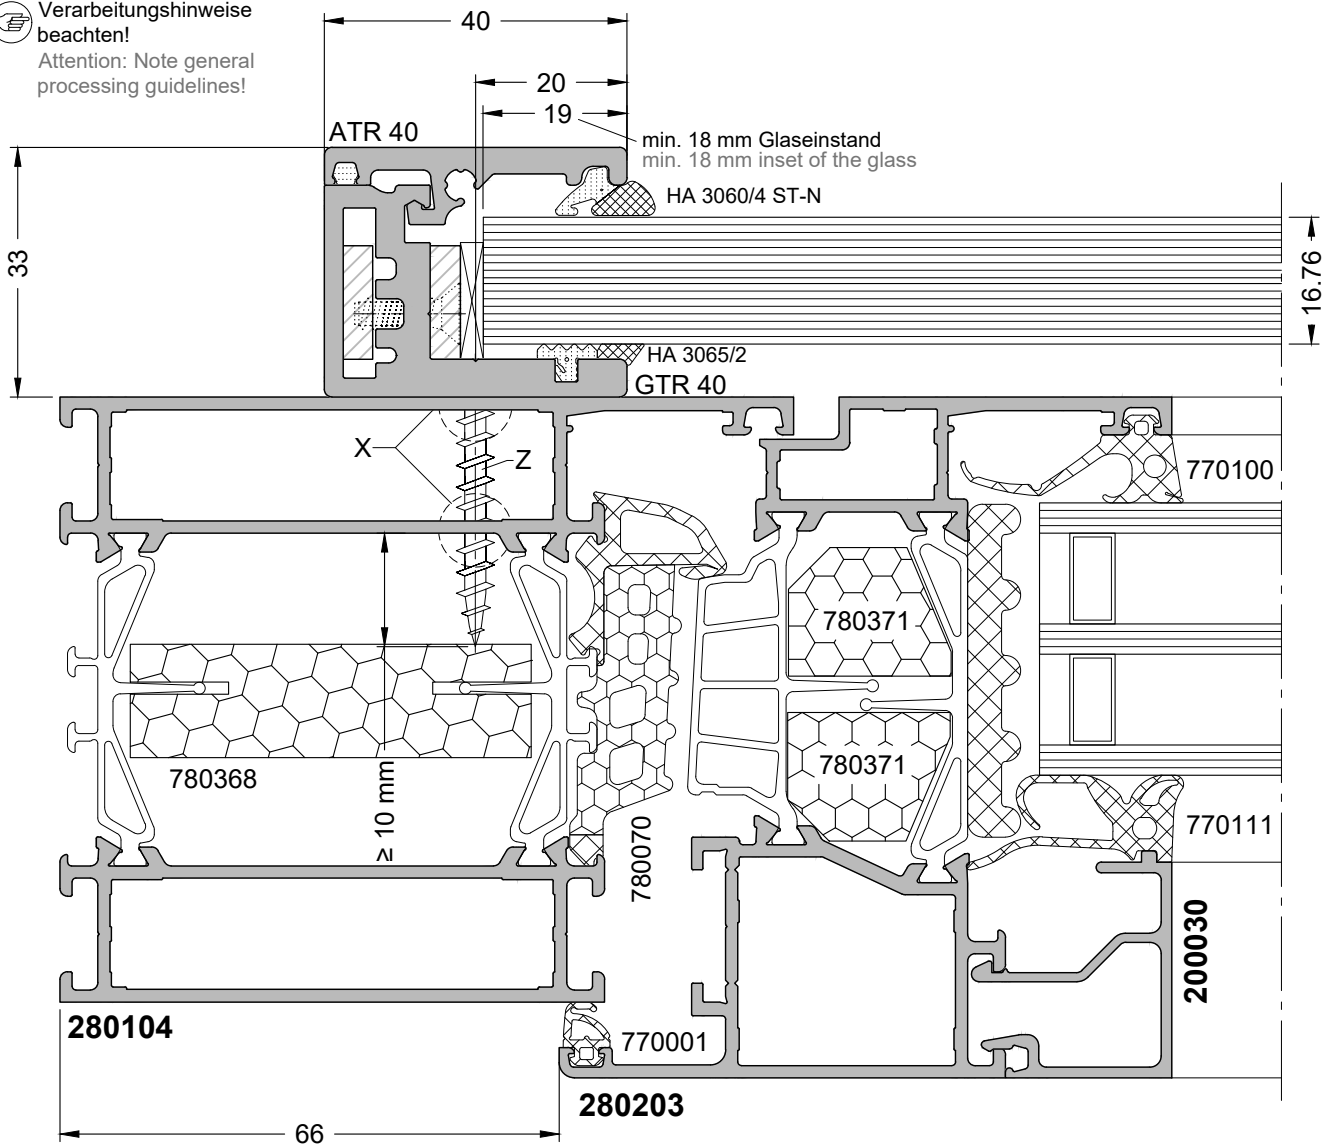 Verarbeitungshinweise
beachten!
Attention: Note general
processing guidelines!
40
20
19
ATR 40
min. 18 mm Glaseinstand
min. 18 mm inset of the glass
HA 3060/4 ST-N
33
16.76
HA 3065/2
GTR 40
X
Z
770100
780371
780371
780368
≥ 10 mm
780070
770111
200030
280104
770001
280203
66